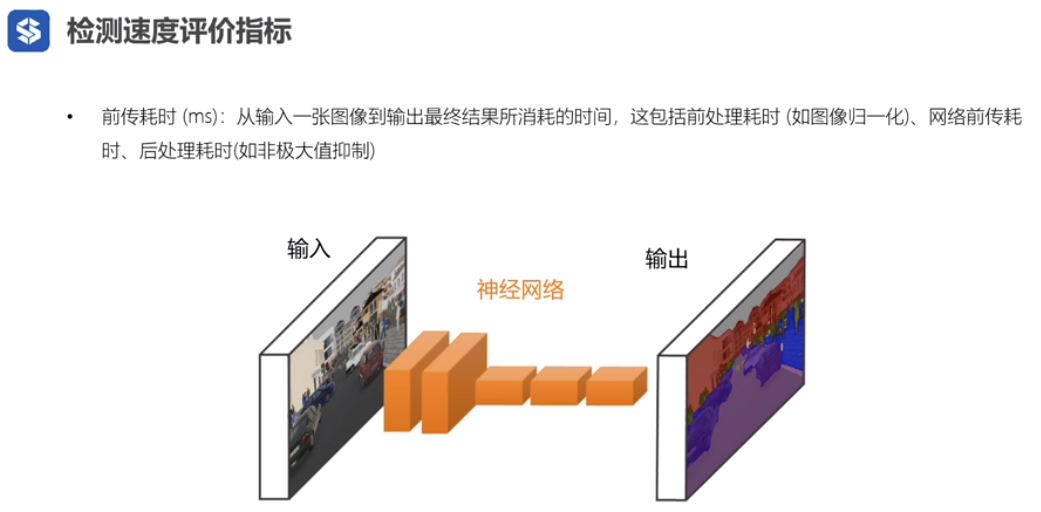 检测速度评价指标
• 前传耗时 (ms)：从输入一张图像到输出最终结果所消耗的时间，这包括前处理耗时 (如图像归一化)、网络前传耗
时、后处理耗时(如非极大值抑制)
输入
输出
神经网络